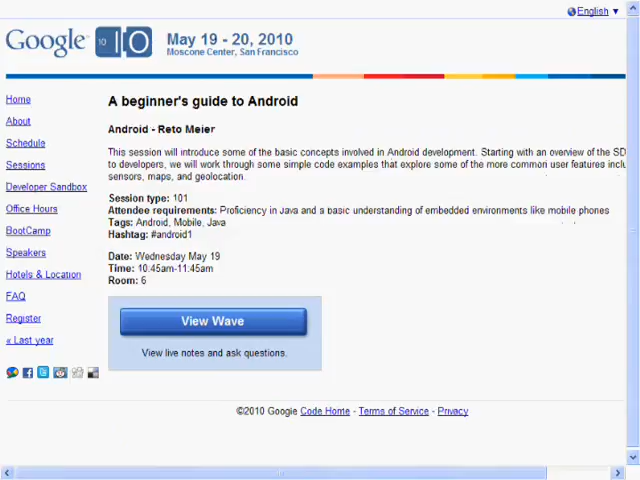 English ▼
Google 10 IO May 19 - 20, 2010
Moscone Center, San Francisco
Home
About
Schedule
Sessions
Developer Sandbox
Office Hours
BootCamp
Speakers
Hotels & Location
FAQ
Register
« Last year
A beginner's guide to Android
Android - Reto Meier
This session will introduce some of the basic concepts involved in Android development. Starting with an overview of the SD
to developers, we will work through some simple code examples that explore some of the more common user features inclu
sensors, maps, and geolocation.
Session type: 101
Attendee requirements: Proficiency in Java and a basic understanding of embedded environments like mobile phones
Tags: Android, Mobile, Java
Hashtag: #android1
Date: Wednesday May 19
Time: 10:45am-11:45am
Room: 6
View Wave
View live notes and ask questions.
©2010 Google Code Home - Terms of Service - Privacy